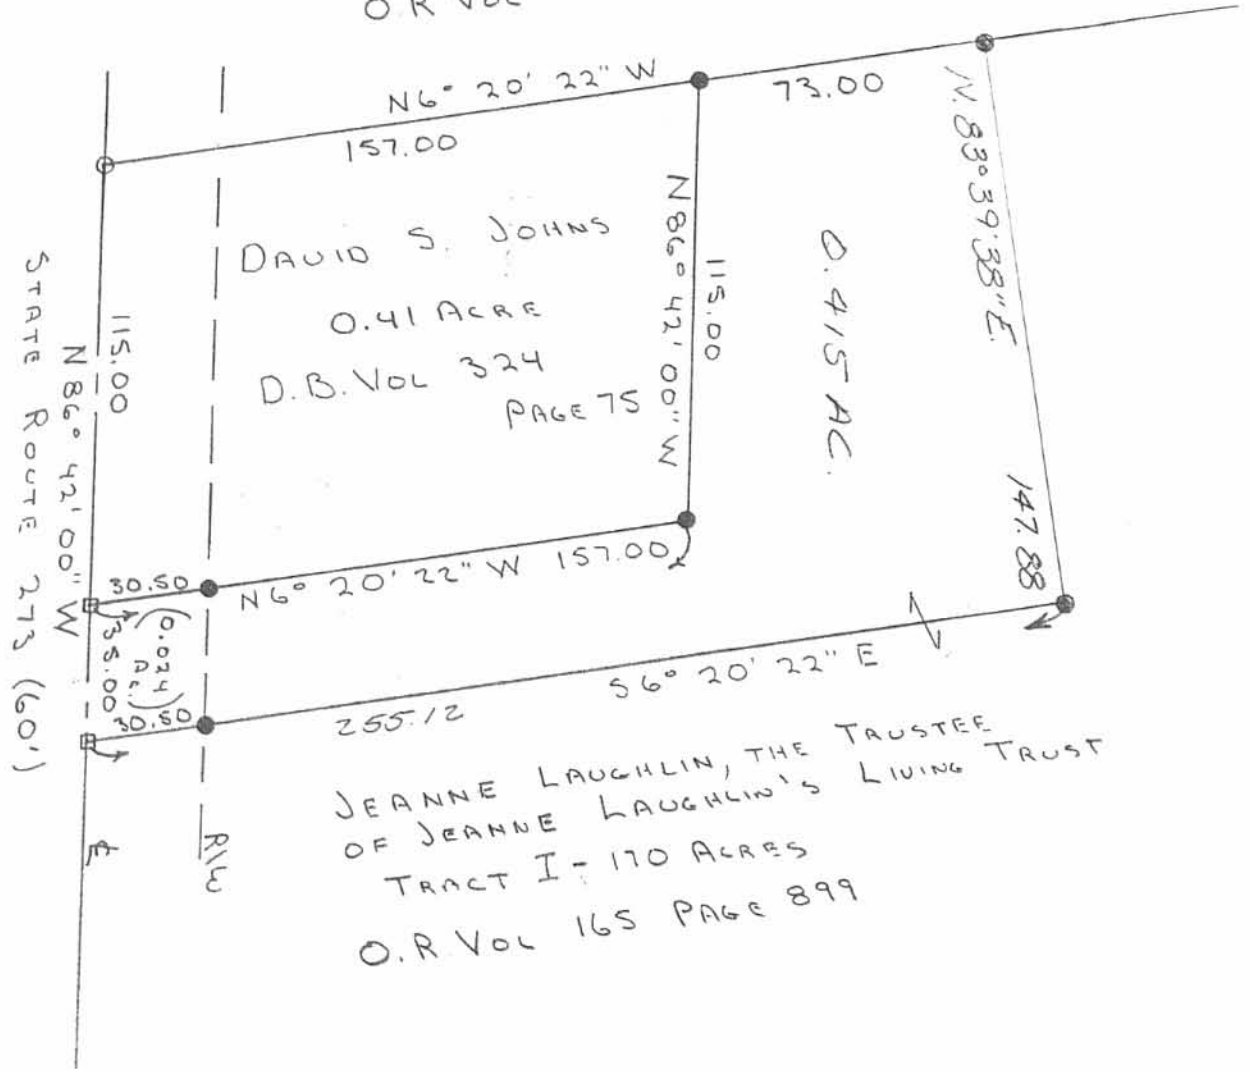 O.R VOL
N6° 20' 22" W
73.00
157.00
N.83°39'38"E.
147.88
DAVID S. JOHNS
0.41 ACRE
D.B. VOL 324
PAGE 75
N 86° 42' 00" W
115.00
0.415 AC.
115.00
N 86° 42' 00" W
STATE ROUTE 273 (60')
30.50
N6° 20' 22" W 157.00
(0.024 Ac.)
35.00
30.50
255.12
S6° 20' 22" E
JEANNE LAUGHLIN, THE TRUSTEE
OF JEANNE LAUGHLIN'S LIVING TRUST
TRACT I - 170 ACRES
O.R. VOL 165 PAGE 899
R/W